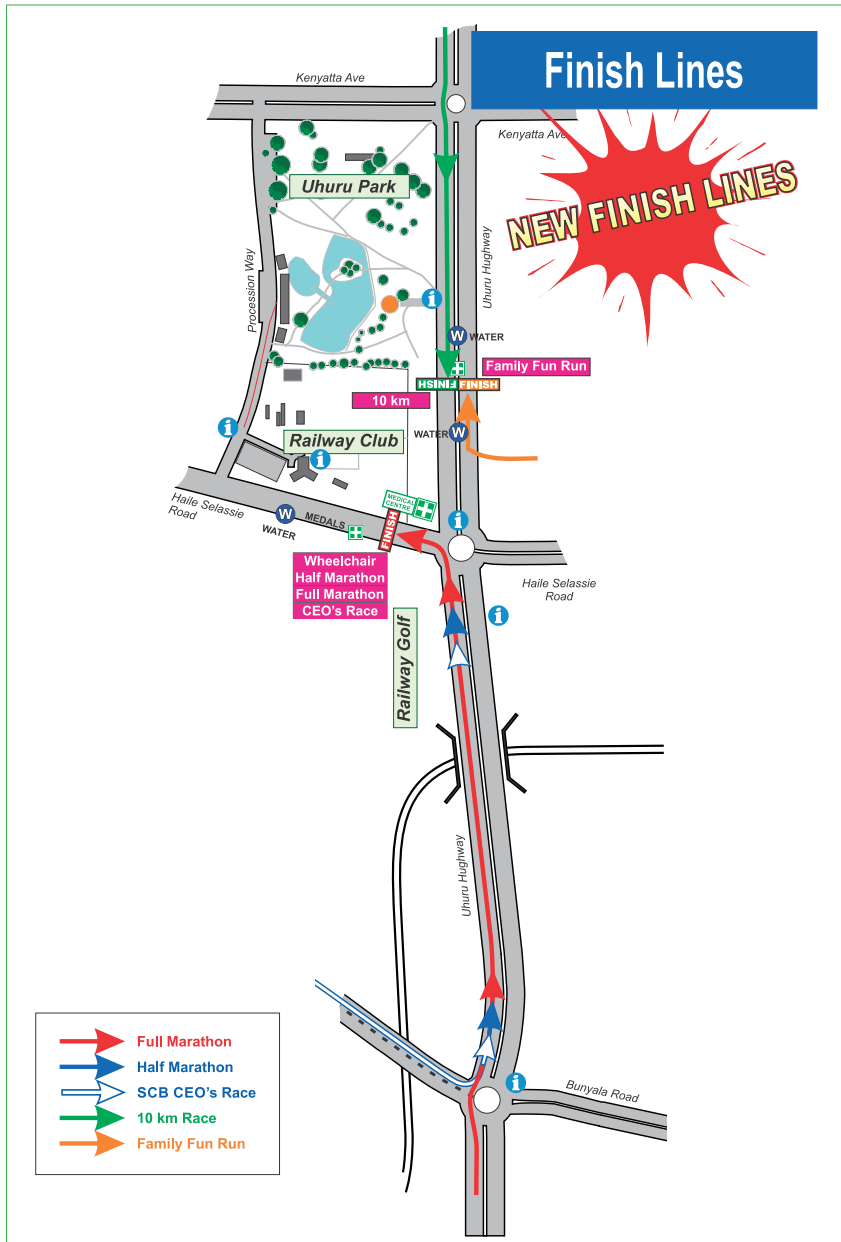 Finish Lines
NEW FINISH LINES
Kenyatta Ave
Kenyatta Ave
Uhuru Park
Procession Way
Uhuru Hughway
i
W WATER
Family Fun Run
FINISH FINISH
10 km
WATER W
i
Railway Club
i
Haile Selassie
Road
W
WATER
MEDALS
MEDICAL
CENTRE
FINISH
i
Wheelchair
Half Marathon
Full Marathon
CEO's Race
Haile Selassie
Road
i
Railway Golf
Uhuru Hughway
i
Bunyala Road
Full Marathon
Half Marathon
SCB CEO's Race
10 km Race
Family Fun Run